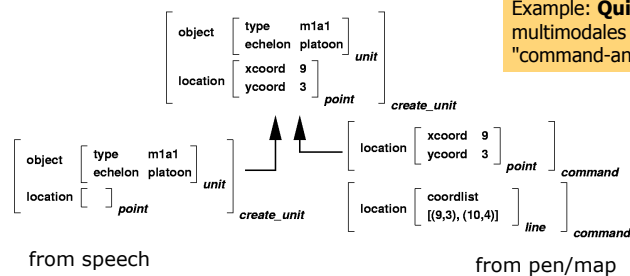 Example: Qui
multimodales
"command-an
object type m1a1
echelon platoon
unit
location xcoord 9
ycoord 3
point
create_unit
object type m1a1
echelon platoon
unit
location
point
create_unit
location xcoord 9
ycoord 3
point
command
location coordlist
[(9,3), (10,4)]
line
command
from speech
from pen/map